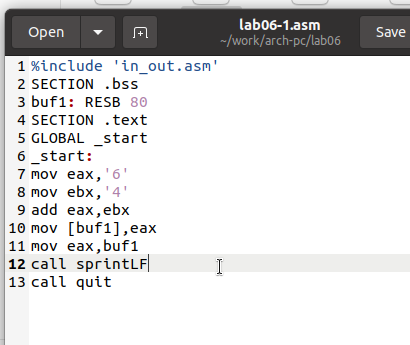 Open
lab06-1.asm
~/work/arch-pc/lab06
Save
1 %include 'in_out.asm'
2 SECTION .bss
3 buf1: RESB 80
4 SECTION .text
5 GLOBAL _start
6 _start:
7 mov eax,'6'
8 mov ebx,'4'
9 add eax,ebx
10 mov [buf1],eax
11 mov eax,buf1
12 call sprintLF
13 call quit